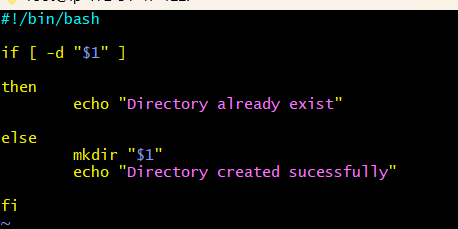 #!/bin/bash
if [ -d "$1" ]
then
echo "Directory already exist"
else
mkdir "$1"
echo "Directory created sucessfully"
fi
~